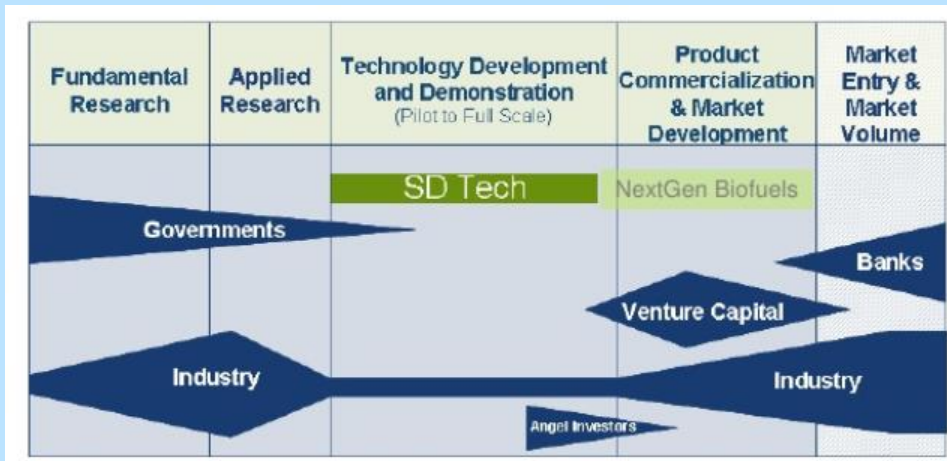 Fundamental
Research
Applied
Research
Technology Development
and Demonstration
(Pilot to Full Scale)
Product
Commercialization
& Market
Development
Market
Entry &
Market
Volume
SD Tech
NextGen Biofuels
Governments
Banks
Venture Capital
Industry
Industry
Angel Investors